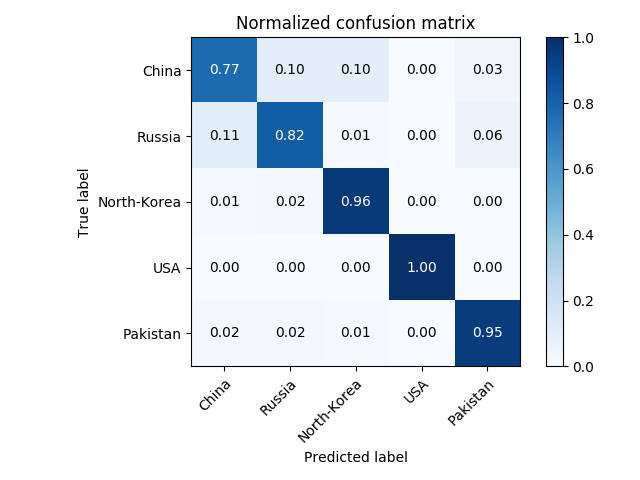 Normalized confusion matrix
1.0
China 0.77 0.10 0.10 0.00 0.03
0.8
Russia 0.11 0.82 0.01 0.00 0.06
0.6
True label
North-Korea 0.01 0.02 0.96 0.00 0.00
0.4
USA 0.00 0.00 0.00 1.00 0.00
0.2
Pakistan 0.02 0.02 0.01 0.00 0.95
0.0
China Russia North-Korea USA Pakistan
Predicted label